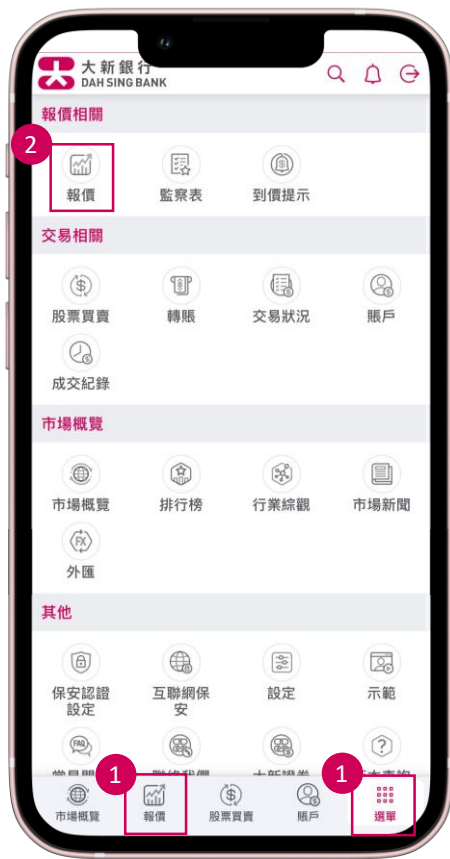 大新銀行
DAH SING BANK
報價相關
2
報價 監察表 到價提示
交易相關
股票買賣 轉賬 交易狀況 賬戶
成交紀錄
市場概覽
市場概覽 排行榜 行業綜觀 市場新聞
FX
外匯
其他
保安認證設定 互聯網保安 設定 示範
FAQ
1 1
市場概覽 報價 股票買賣 賬戶 選單